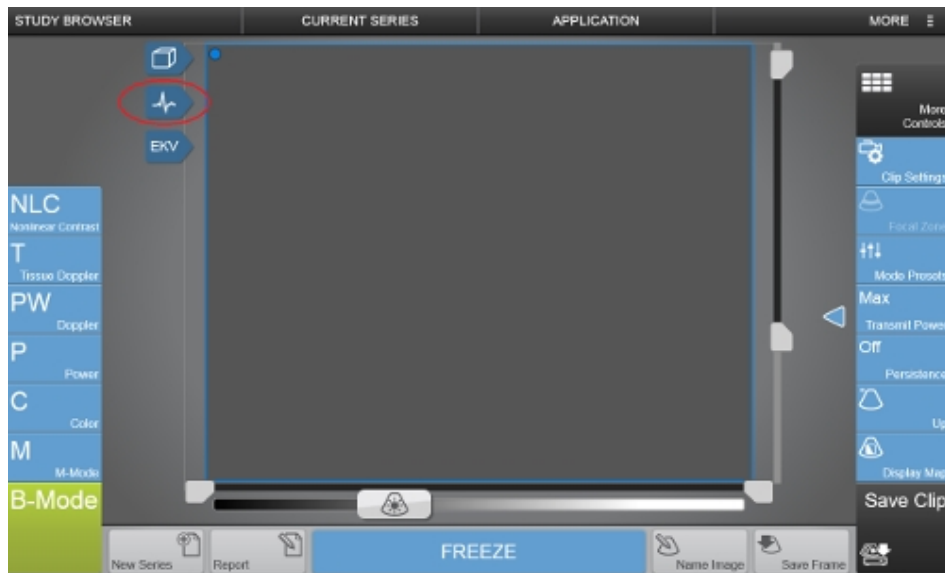 STUDY BROWSER
CURRENT SERIES
APPLICATION
MORE
EKV
NLC
Nonlinear Contrast
T
Tissue Doppler
PW
Doppler
P
Power
C
Color
M
M-Mode
B-Mode
More
Controls
Clip Settings
Focal Zone
Mode Presets
Max
Transmit Power
Off
Persistence
Up
Display Map
Save Clip
New Series
Report
FREEZE
Name Image
Save Frame